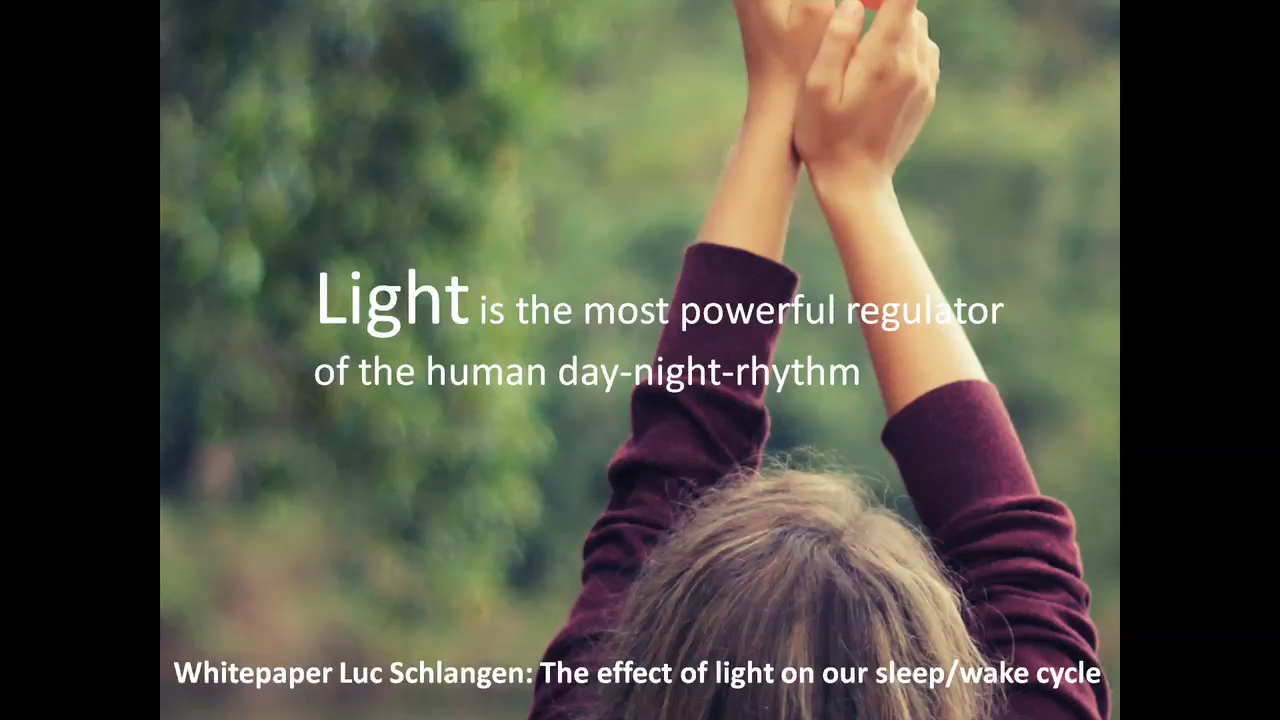 Light is the most powerful regulator
of the human day-night-rhythm
Whitepaper Luc Schlangen: The effect of light on our sleep/wake cycle